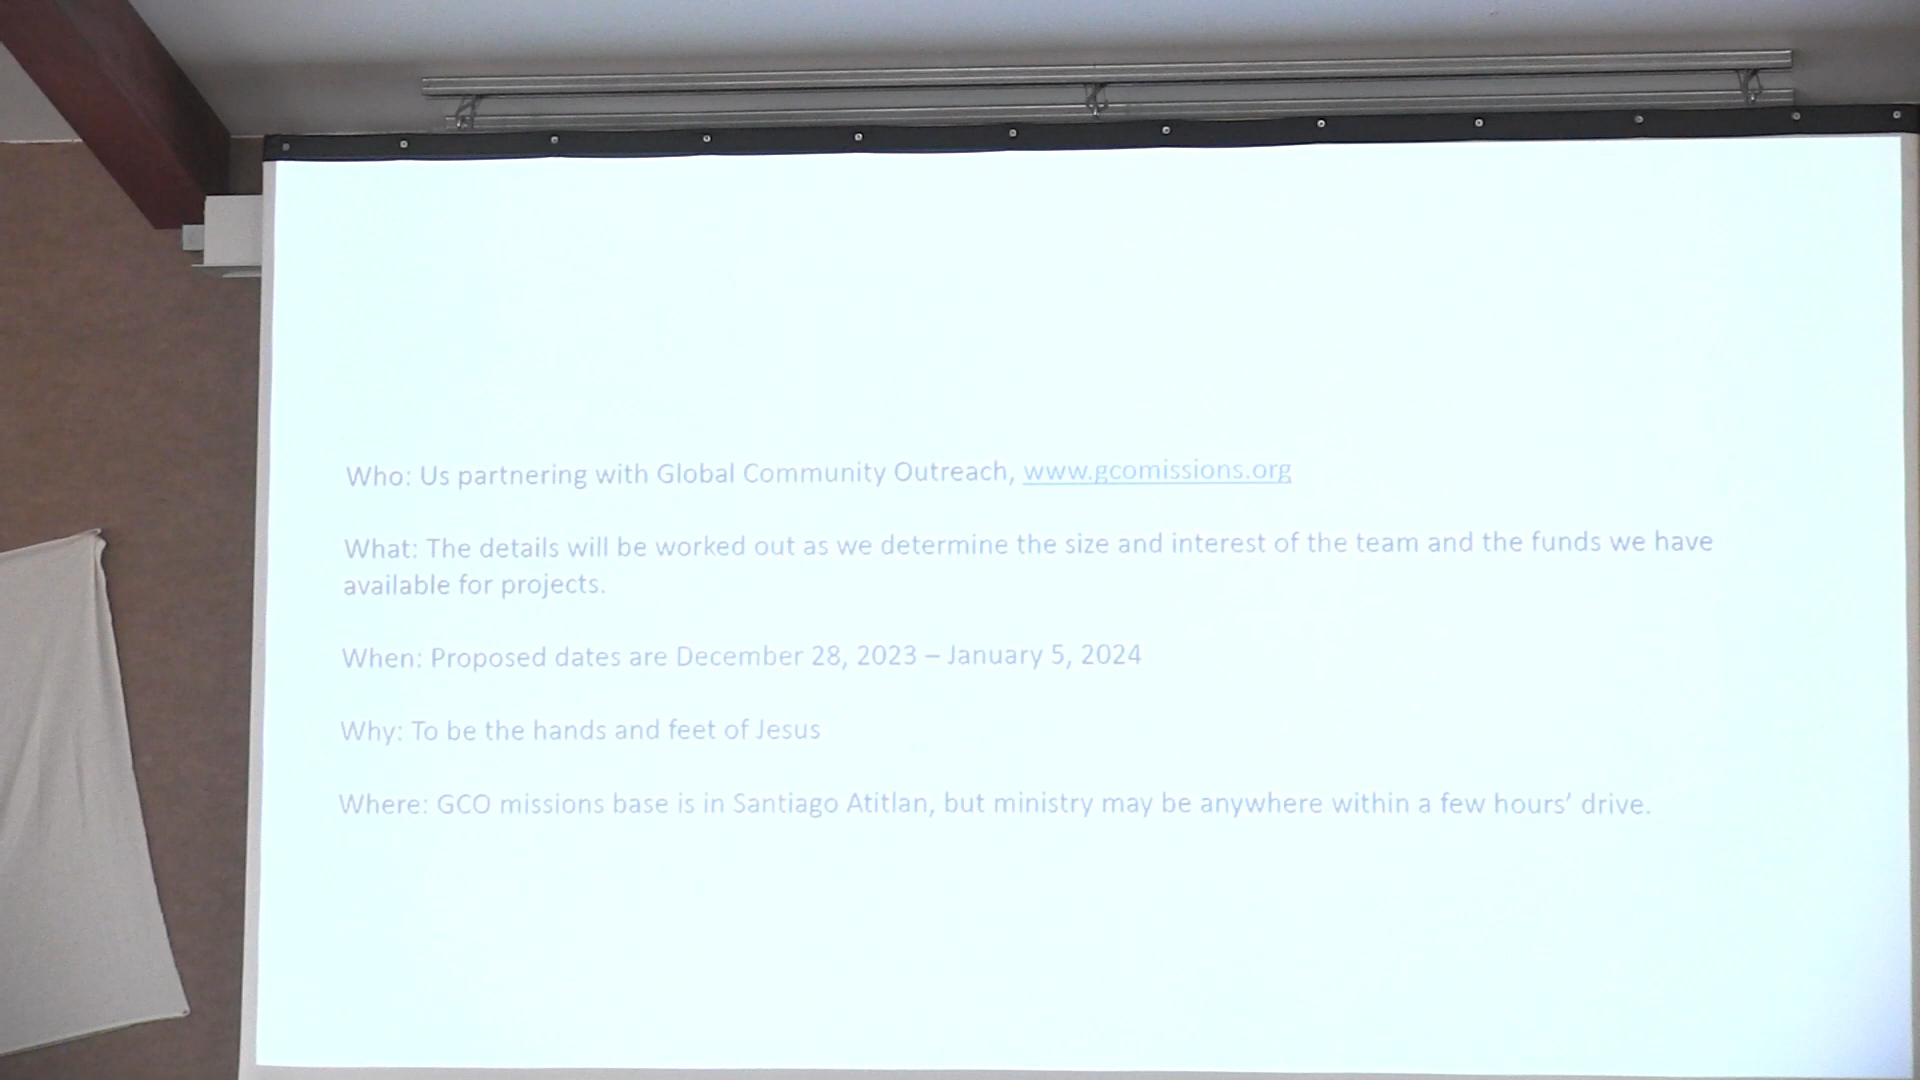 Who: Us partnering with Global Community Outreach, www.gcomissions.org
What: The details will be worked out as we determine the size and interest of the team and the funds we have
available for projects.
When: Proposed dates are December 28, 2023 – January 5, 2024
Why: To be the hands and feet of Jesus
Where: GCO missions base is in Santiago Atitlan, but ministry may be anywhere within a few hours’ drive.